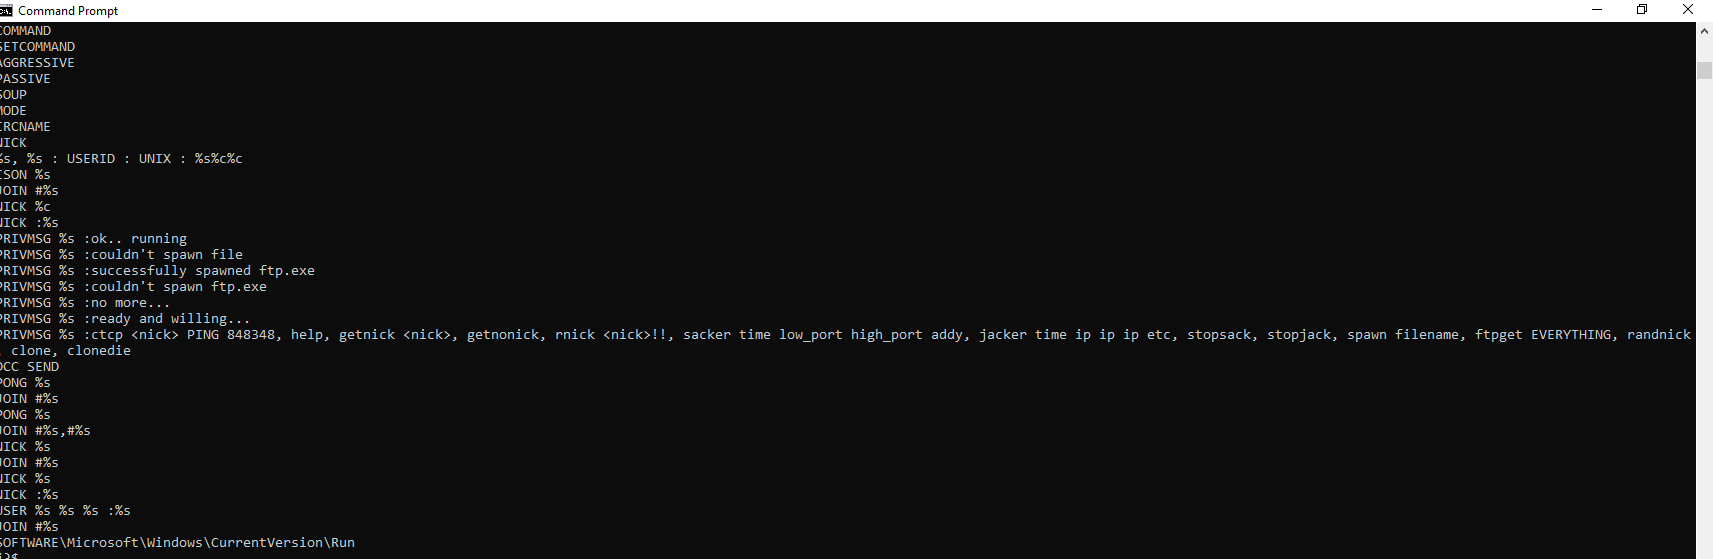 Command Prompt
COMMAND
SETCOMMAND
AGGRESSIVE
PASSIVE
SOUP
MODE
IRCNAME
NICK
%s, %s : USERID : UNIX : %s%c%c
ISON %s
JOIN #%s
NICK %c
NICK :%s
PRIVMSG %s :ok.. running
PRIVMSG %s :couldn't spawn file
PRIVMSG %s :successfully spawned ftp.exe
PRIVMSG %s :couldn't spawn ftp.exe
PRIVMSG %s :no more...
PRIVMSG %s :ready and willing...
PRIVMSG %s :ctcp <nick> PING 848348, help, getnick <nick>, getnonick, rnick <nick>!!, sacker time low_port high_port addy, jacker time ip ip ip etc, stopsack, stopjack, spawn filename, ftpget EVERYTHING, randnick
, clone, clonedie
DCC SEND
PONG %s
JOIN #%s
PONG %s
JOIN #%s,#%s
NICK %s
JOIN #%s
NICK %s
NICK :%s
USER %s %s %s :%s
JOIN #%s
SOFTWARE\Microsoft\Windows\CurrentVersion\Run